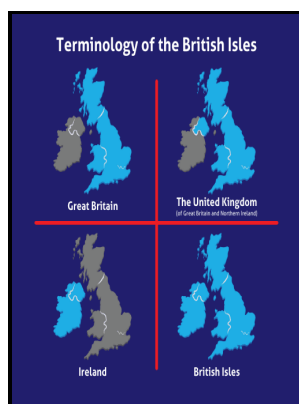 Terminology of the British Isles
Great Britain
The United Kingdom
(of Great Britain and Northern Ireland)
Ireland
British Isles